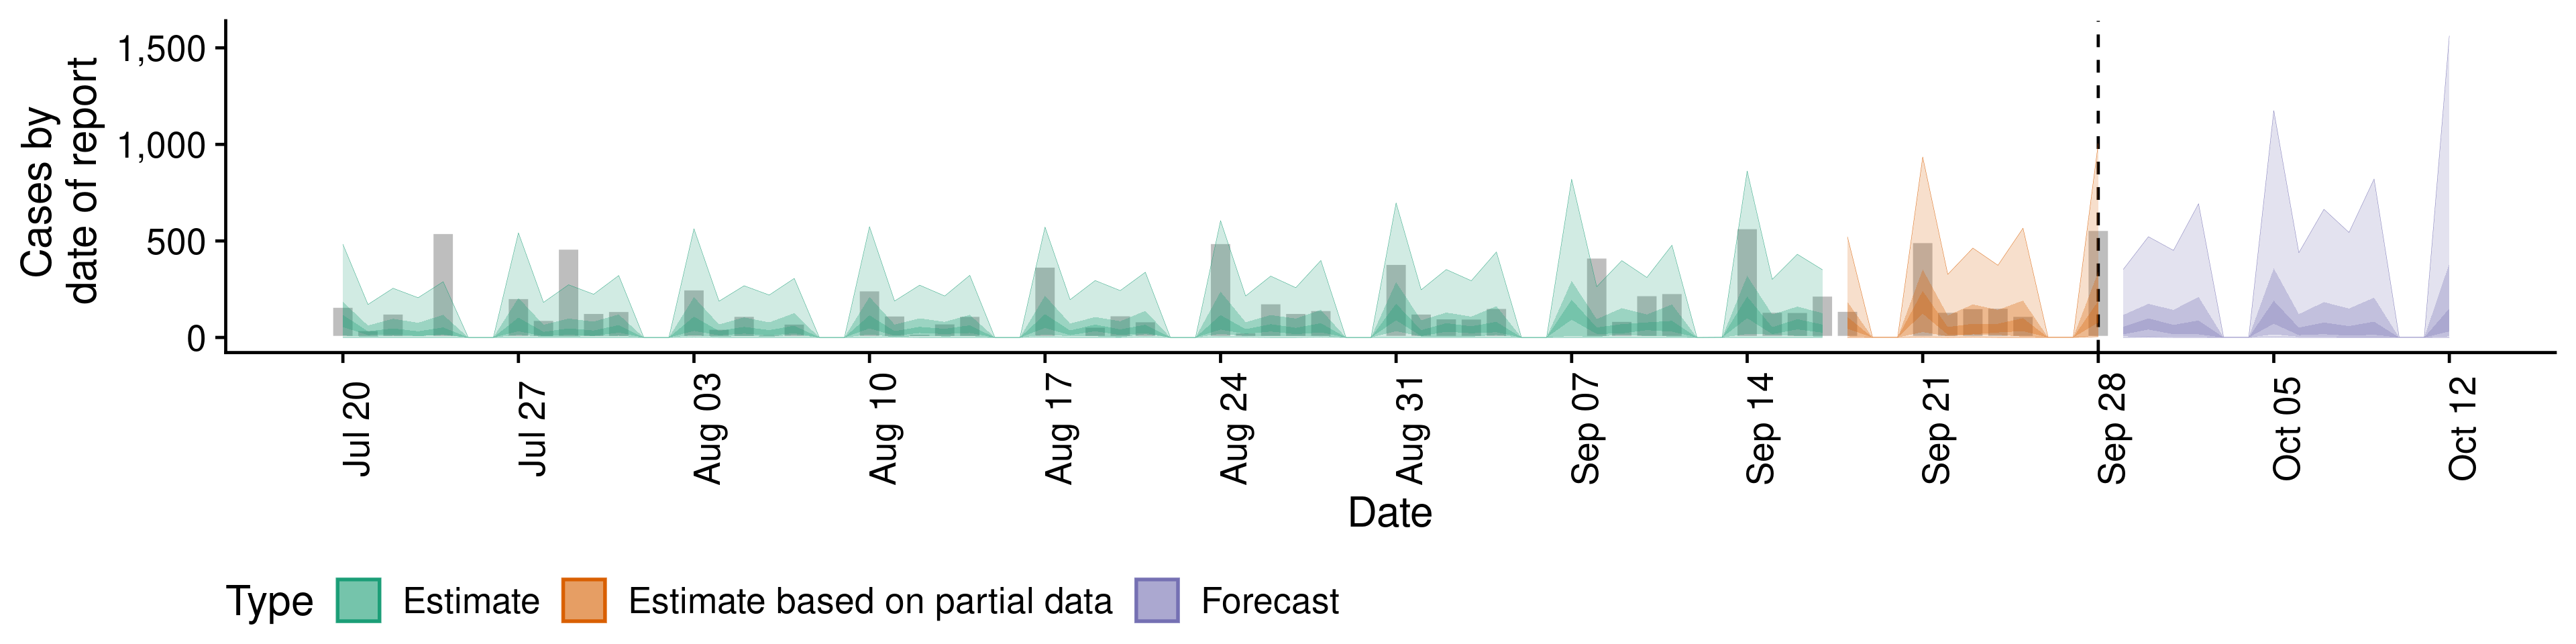 Cases by
date of report
1,500
1,000
500
0
Jul 20
Jul 27
Aug 03
Aug 10
Aug 17
Aug 24
Aug 31
Sep 07
Sep 14
Sep 21
Sep 28
Oct 05
Oct 12
Date
Type Estimate Estimate based on partial data Forecast